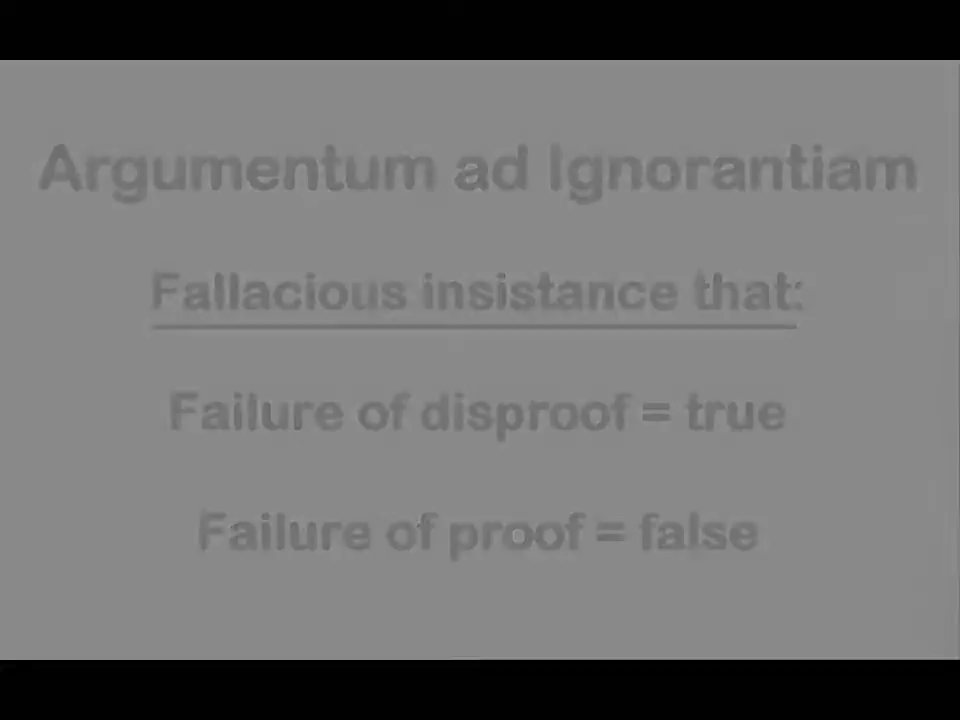 Argumentum ad Ignorantiam
Fallacious insistance that:
Failure of disproof = true
Failure of proof = false